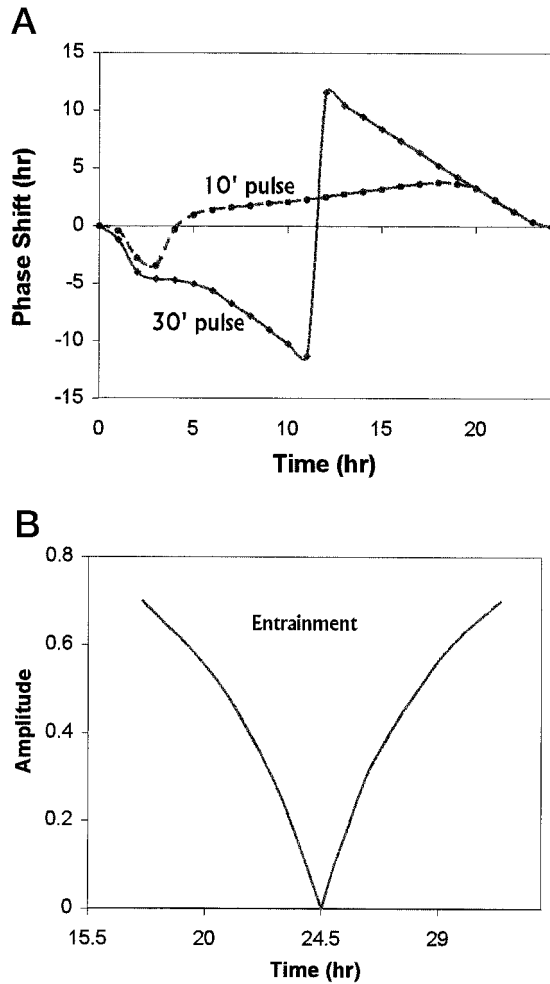 A
15
10
5
0
-5
-10
-15
Phase Shift (hr)
10' pulse
30' pulse
0 5 10 15 20
Time (hr)
B
0.8
0.6
0.4
0.2
0
Amplitude
Entrainment
15.5 20 24.5 29
Time (hr)